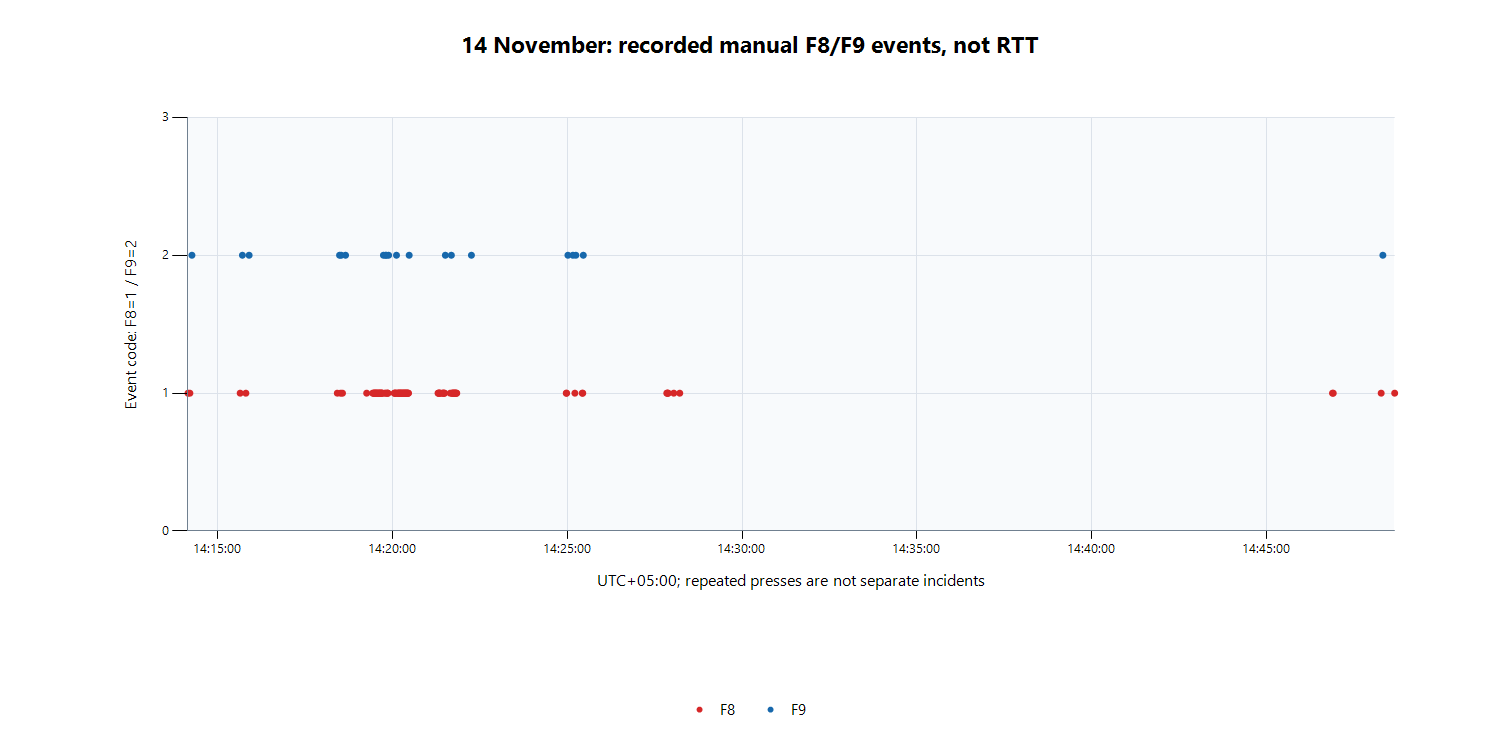 14 November: recorded manual F8/F9 events, not RTT
Event code: F8=1 / F9=2
3
2
1
0
14:15:00
14:20:00
14:25:00
14:30:00
14:35:00
14:40:00
14:45:00
UTC+05:00; repeated presses are not separate incidents
F8
F9